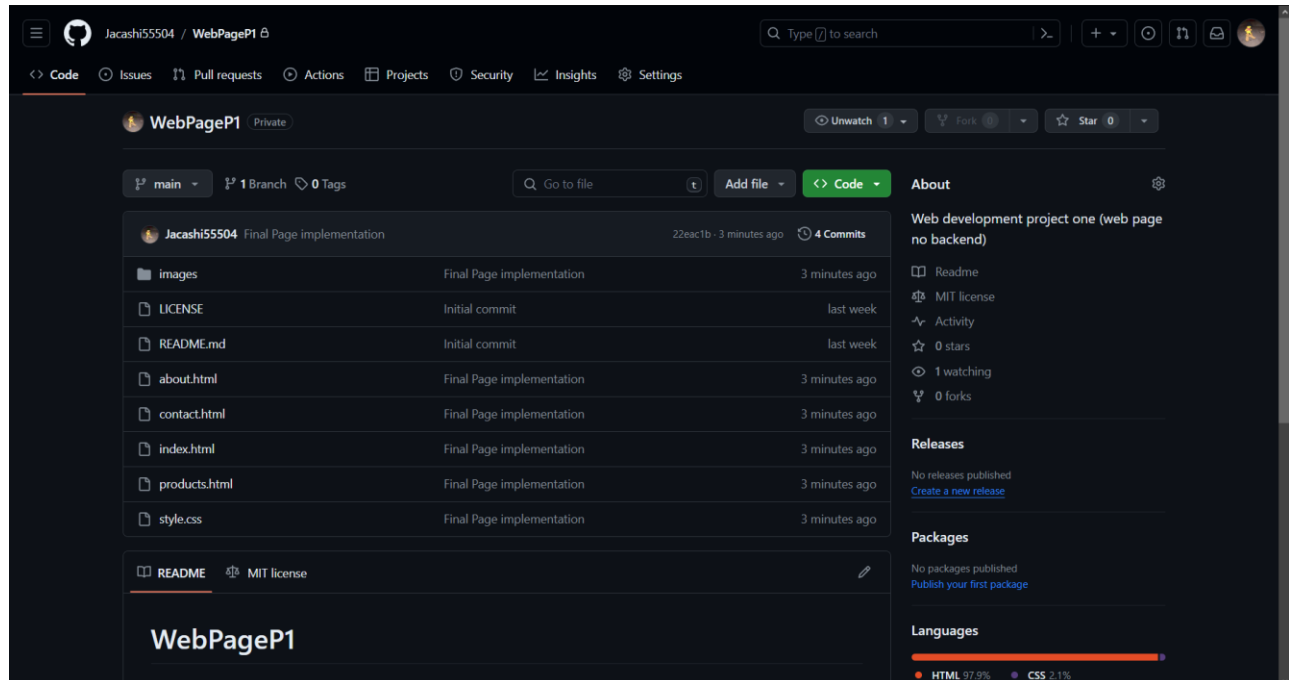 Jacashi55504 / WebPageP1
Type / to search
Code Issues Pull requests Actions Projects Security Insights Settings
WebPageP1 Private
Unwatch 1 Fork 0 Star 0
main 1 Branch 0 Tags Go to file t Add file Code
Jacashi55504 Final Page implementation 22eac1b · 3 minutes ago 4 Commits
images Final Page implementation 3 minutes ago
LICENSE Initial commit last week
README.md Initial commit last week
about.html Final Page implementation 3 minutes ago
contact.html Final Page implementation 3 minutes ago
index.html Final Page implementation 3 minutes ago
products.html Final Page implementation 3 minutes ago
style.css Final Page implementation 3 minutes ago
README MIT license
WebPageP1
About
Web development project one (web page
no backend)
Readme
MIT license
Activity
0 stars
1 watching
0 forks
Releases
No releases published
Create a new release
Packages
No packages published
Publish your first package
Languages
HTML 97.9% CSS 2.1%